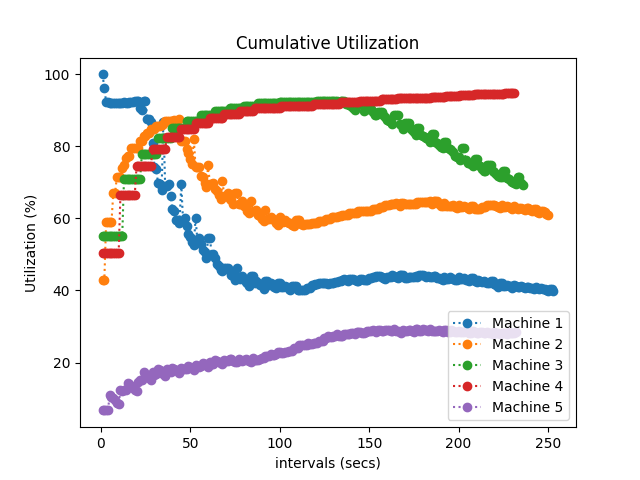 Cumulative Utilization
Utilization (%)
100
80
60
40
20
0
50
100
150
200
250
intervals (secs)
Machine 1
Machine 2
Machine 3
Machine 4
Machine 5